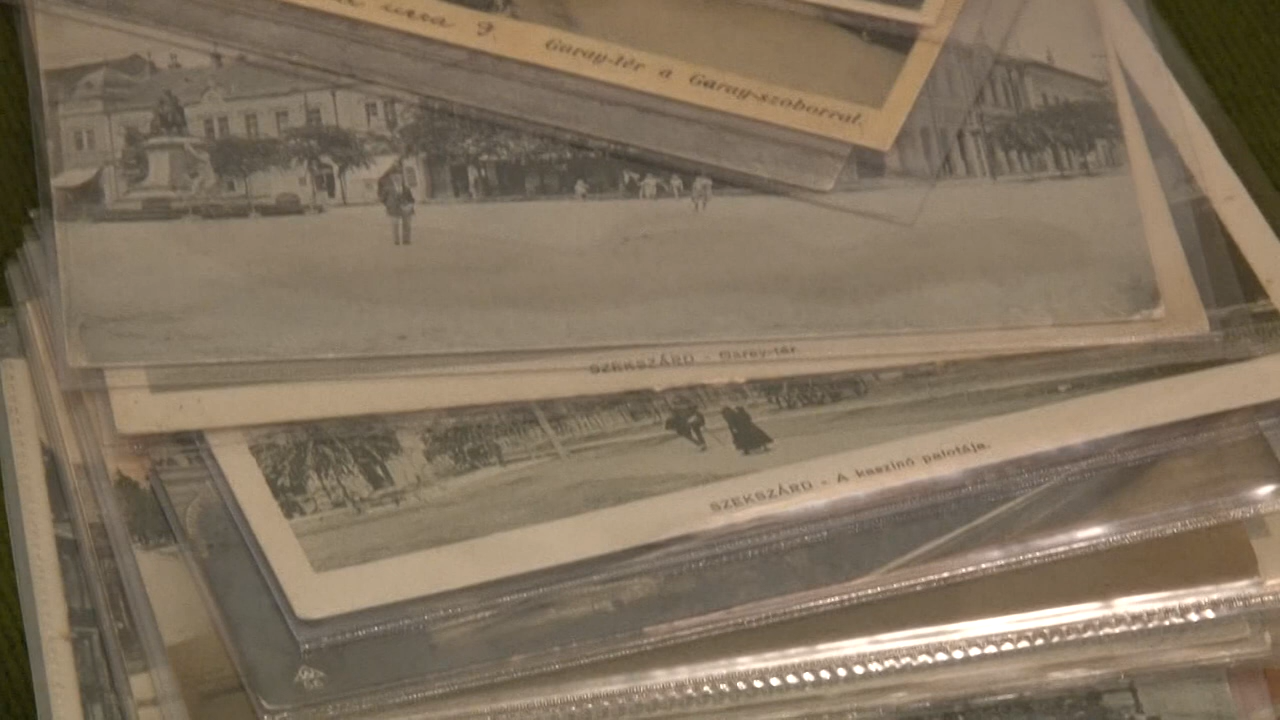 Garay-tér a Garay-szoborral.
SZEKSZÁRD - Garay-tér.
SZEKSZÁRD - A kaszinó palotája.